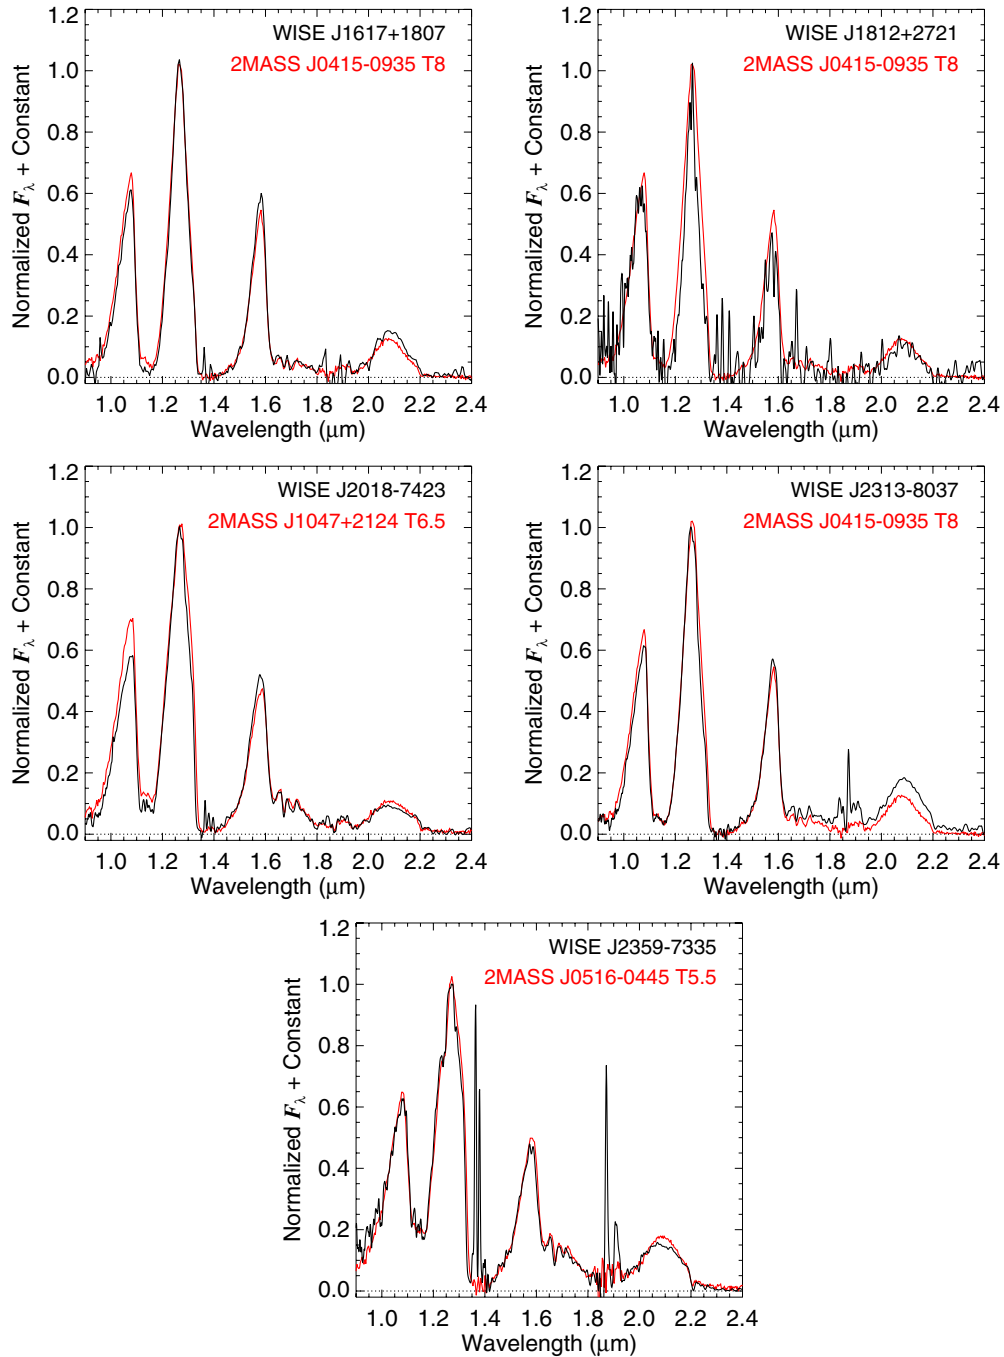 WISE J1617+1807
2MASS J0415-0935 T8
Normalized Fλ + Constant
1.2
1.0
0.8
0.6
0.4
0.2
0.0
1.0 1.2 1.4 1.6 1.8 2.0 2.2 2.4
Wavelength (μm)
WISE J1812+2721
2MASS J0415-0935 T8
Normalized Fλ + Constant
1.2
1.0
0.8
0.6
0.4
0.2
0.0
1.0 1.2 1.4 1.6 1.8 2.0 2.2 2.4
Wavelength (μm)
WISE J2018-7423
2MASS J1047+2124 T6.5
Normalized Fλ + Constant
1.2
1.0
0.8
0.6
0.4
0.2
0.0
1.0 1.2 1.4 1.6 1.8 2.0 2.2 2.4
Wavelength (μm)
WISE J2313-8037
2MASS J0415-0935 T8
Normalized Fλ + Constant
1.2
1.0
0.8
0.6
0.4
0.2
0.0
1.0 1.2 1.4 1.6 1.8 2.0 2.2 2.4
Wavelength (μm)
WISE J2359-7335
2MASS J0516-0445 T5.5
Normalized Fλ + Constant
1.2
1.0
0.8
0.6
0.4
0.2
0.0
1.0 1.2 1.4 1.6 1.8 2.0 2.2 2.4
Wavelength (μm)